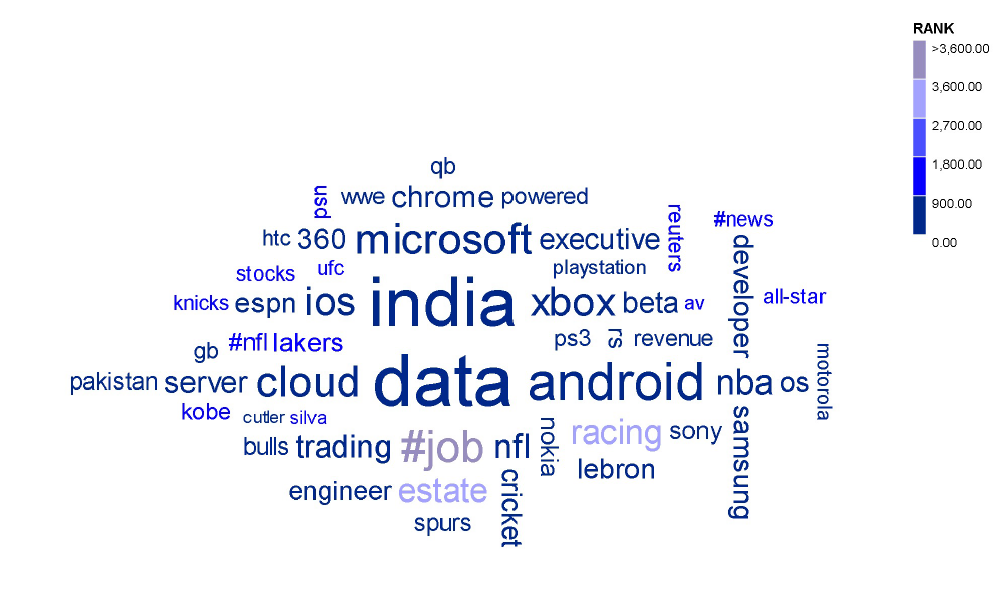 RANK
>3,600.00
3,600.00
2,700.00
1,800.00
900.00
0.00
qb
usd wwe chrome powered
htc 360 microsoft executive reuters #news
stocks ufc playstation developer
knicks espn ios india xbox beta av all-star
gb #nfl lakers ps3 rs revenue
pakistan server cloud data android nba os motorola
kobe cutler silva
bulls trading #job nfl nokia racing sony samsung
lebron
engineer estate cricket
spurs